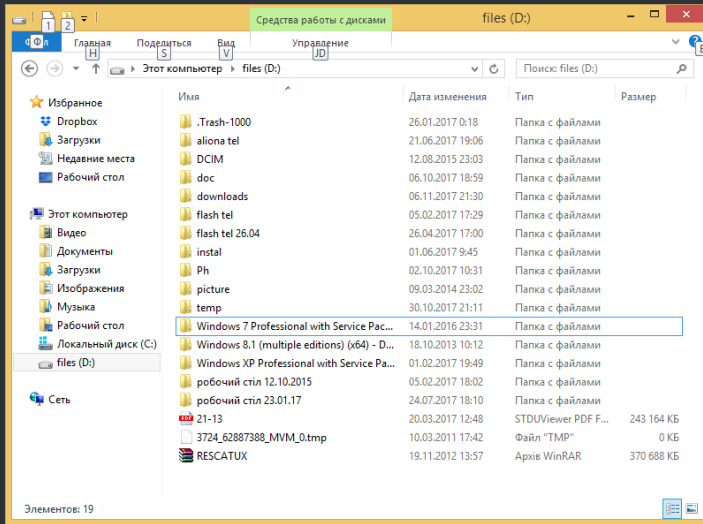 Средства работы с дисками files (D:)
1 2
Ф Главная Поделиться Вид Управление
H S V JD E
Этот компьютер files (D:) Поиск: files (D:)
Имя Дата изменения Тип Размер
Избранное
Dropbox
Загрузки
Недавние места
Рабочий стол
Этот компьютер
Видео
Документы
Загрузки
Изображения
Музыка
Рабочий стол
Локальный диск (C:)
files (D:)
Сеть
.Trash-1000 26.01.2017 0:18 Папка с файлами
aliona tel 21.06.2017 19:06 Папка с файлами
DCIM 12.08.2015 23:03 Папка с файлами
doc 06.10.2017 18:59 Папка с файлами
downloads 06.11.2017 21:30 Папка с файлами
flash tel 05.02.2017 17:29 Папка с файлами
flash tel 26.04 26.04.2017 17:00 Папка с файлами
instal 01.06.2017 9:45 Папка с файлами
Ph 02.10.2017 10:31 Папка с файлами
picture 09.03.2014 23:02 Папка с файлами
temp 30.10.2017 21:11 Папка с файлами
Windows 7 Professional with Service Pac... 14.01.2016 23:31 Папка с файлами
Windows 8.1 (multiple editions) (x64) - D... 18.10.2013 10:12 Папка с файлами
Windows XP Professional with Service Pa... 01.02.2017 19:49 Папка с файлами
робочий стіл 12.10.2015 05.02.2017 18:02 Папка с файлами
робочий стіл 23.01.17 24.07.2017 18:10 Папка с файлами
21-13 20.03.2017 12:48 STDUViewer PDF F... 243 164 КБ
3724_62887388_MVM_0.tmp 10.03.2011 17:42 Файл "TMP" 0 КБ
RESCATUX 19.11.2012 13:57 Архів WinRAR 370 688 КБ
Элементов: 19